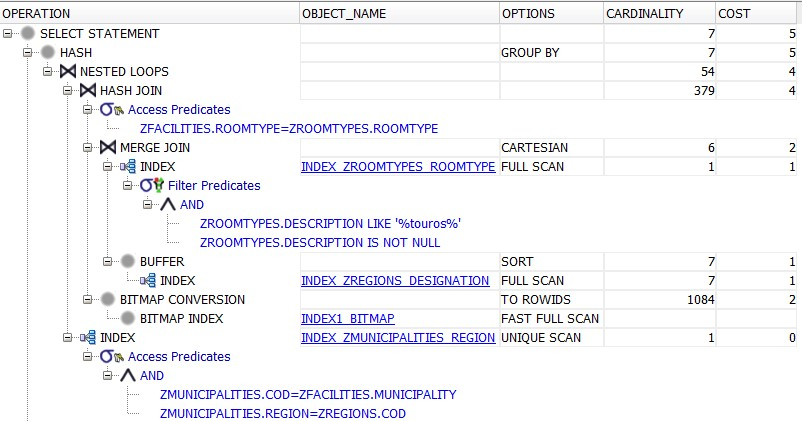 OPERATION OBJECT_NAME OPTIONS CARDINALITY COST
SELECT STATEMENT 7 5
HASH GROUP BY 7 5
NESTED LOOPS 54 4
HASH JOIN 379 4
Access Predicates
ZFACILITIES.ROOMTYPE=ZROOMTYPES.ROOMTYPE
MERGE JOIN CARTESIAN 6 2
INDEX INDEX_ZROOMTYPES_ROOMTYPE FULL SCAN 1 1
Filter Predicates
AND
ZROOMTYPES.DESCRIPTION LIKE '%touros%'
ZROOMTYPES.DESCRIPTION IS NOT NULL
BUFFER SORT 7 1
INDEX INDEX_ZREGIONS_DESIGNATION FULL SCAN 7 1
BITMAP CONVERSION TO ROWIDS 1084 2
BITMAP INDEX INDEX1_BITMAP FAST FULL SCAN
INDEX INDEX_ZMUNICIPALITIES_REGION UNIQUE SCAN 1 0
Access Predicates
AND
ZMUNICIPALITIES.COD=ZFACILITIES.MUNICIPALITY
ZMUNICIPALITIES.REGION=ZREGIONS.COD